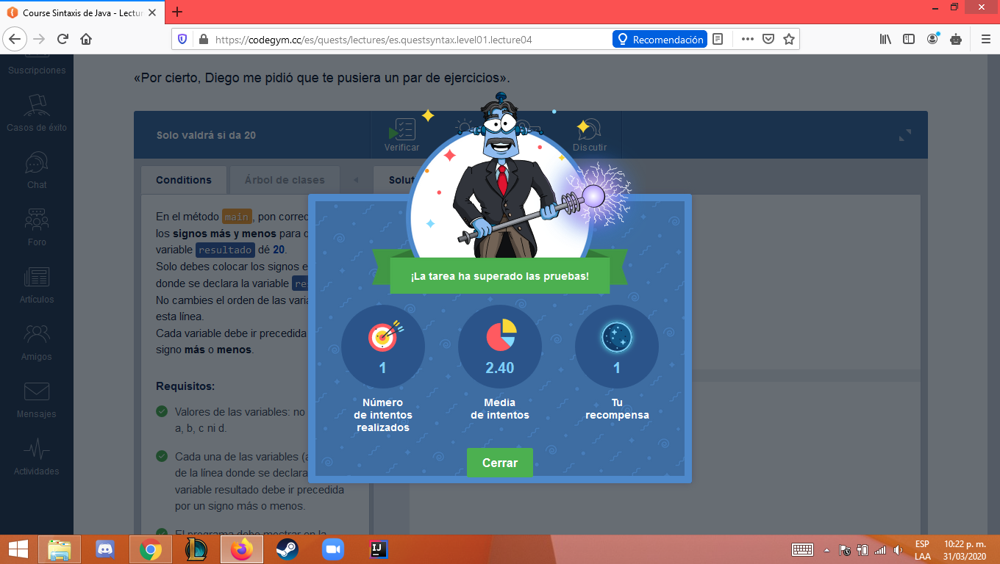 Course Sintaxis de Java - Lectur
https://codegym.cc/es/quests/lectures/es.questsyntax.level01.lecture04
Recomendación
Suscripciones
Casos de éxito
Chat
Foro
Artículos
Amigos
Mensajes
Actividades
«Por cierto, Diego me pidió que te pusiera un par de ejercicios».
Solo valdrá si da 20
Verificar
Discutir
Conditions
Árbol de clases
Solut
En el método main, pon correc
los signos más y menos para
variable resultado dé 20.
Solo debes colocar los signos e
donde se declara la variable re
No cambies el orden de las varia
esta línea.
Cada variable debe ir precedida
signo más o menos.
Requisitos:
Valores de las variables: no
a, b, c ni d.
Cada una de las variables (a
de la línea donde se declara
variable resultado debe ir precedida
por un signo más o menos.
El programa debe mostrar en la
¡La tarea ha superado las pruebas!
1
Número
de intentos
realizados
2.40
Media
de intentos
1
Tu
recompensa
Cerrar
IJ
ESP
LAA
10:22 p. m.
31/03/2020